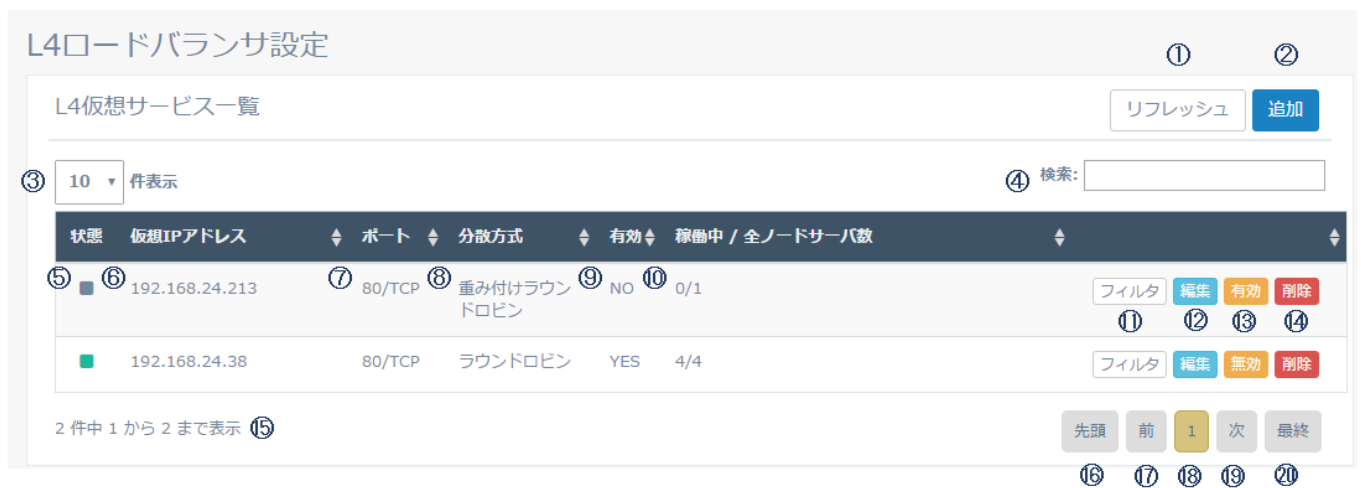 L4ロードバランサ設定
① ②
L4仮想サービス一覧 リフレッシュ 追加
③ 10 ▼ 件表示 ④ 検索:
状態 仮想IPアドレス ポート 分散方式 有効 稼働中 / 全ノードサーバ数
⑤ ⑥ 192.168.24.213 ⑦ 80/TCP ⑧ 重み付けラウン ⑨ NO ⑩ 0/1 フィルタ 編集 有効 削除
ドロビン
⑪ ⑫ ⑬ ⑭
192.168.24.38 80/TCP ラウンドロビン YES 4/4 フィルタ 編集 無効 削除
2 件中 1 から 2 まで表示 ⑮ 先頭 前 1 次 最終
⑯ ⑰ ⑱ ⑲ ⑳